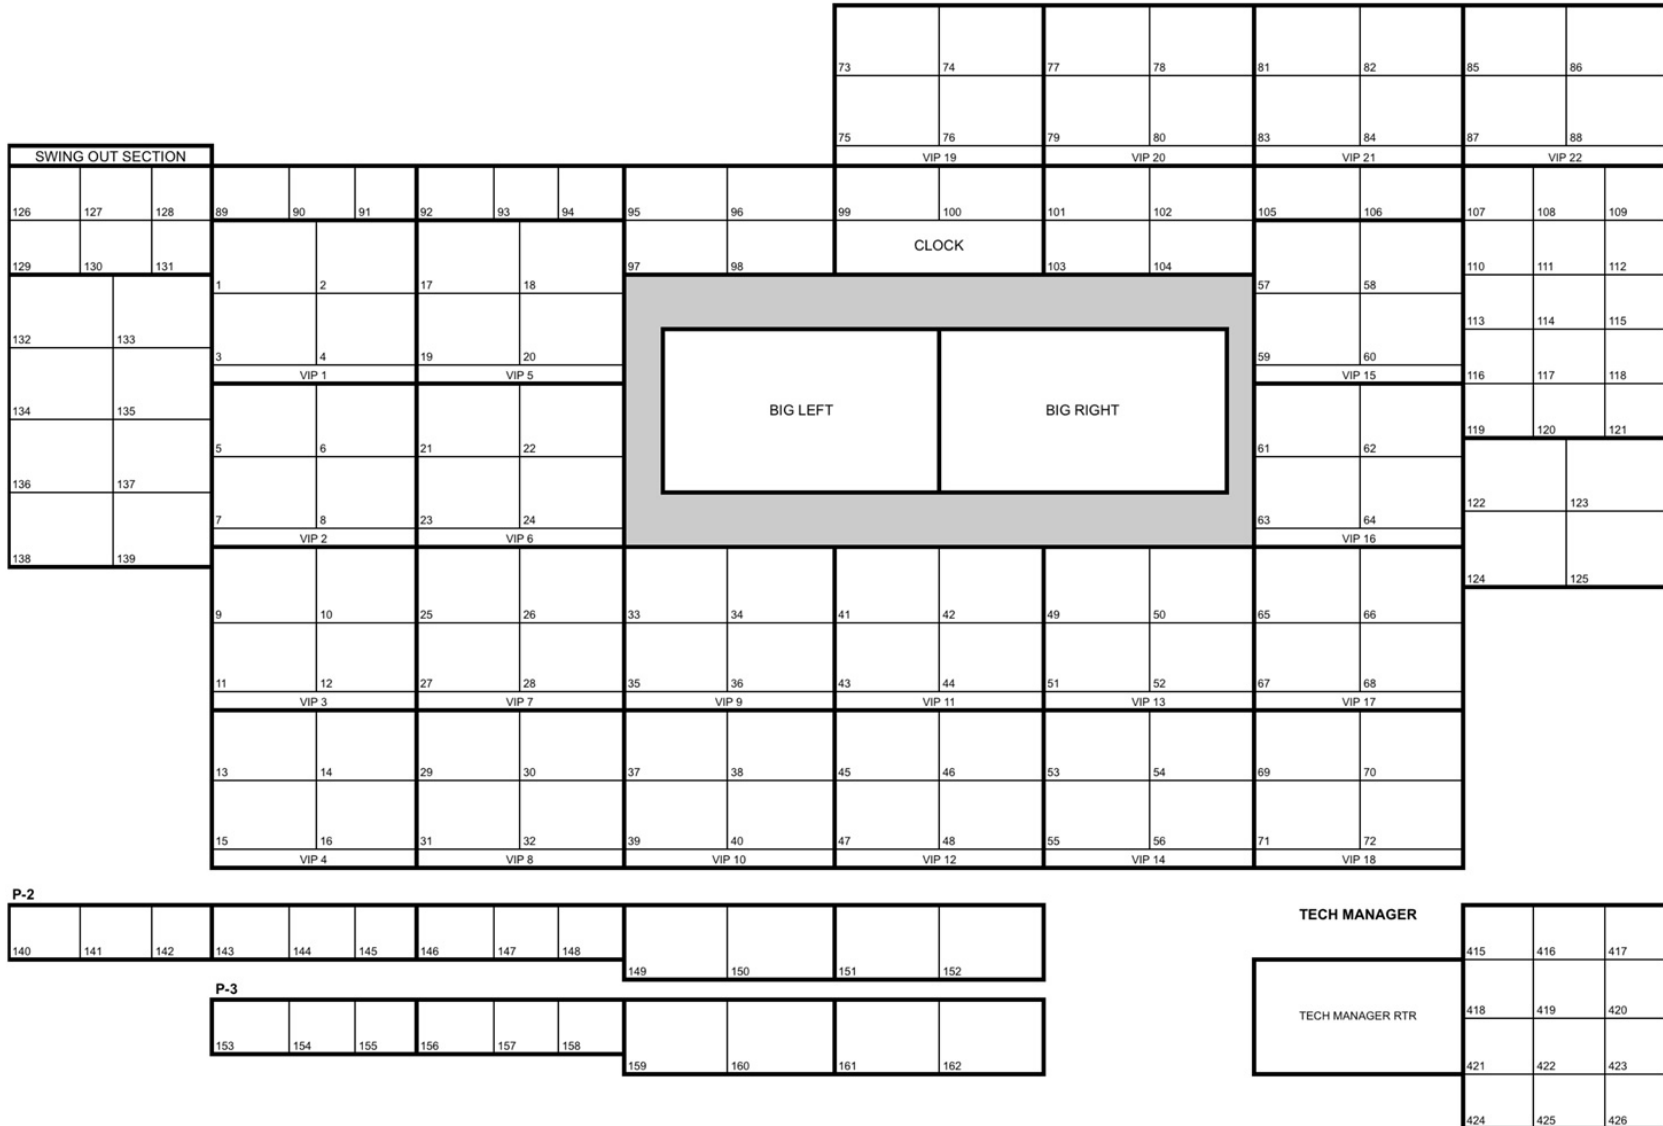 73 74 77 78 81 82 85 86
75 76 79 80 83 84 87 88
VIP 19 VIP 20 VIP 21 VIP 22
SWING OUT SECTION
126 127 128 89 90 91 92 93 94 95 96 99 100 101 102 105 106 107 108 109
CLOCK
129 130 131 97 98 103 104 110 111 112
1 2 17 18 57 58
113 114 115
132 133
3 4 19 20 59 60
VIP 1 VIP 5 VIP 15 116 117 118
134 135 BIG LEFT BIG RIGHT
119 120 121
5 6 21 22 61 62
136 137
122 123
7 8 23 24 63 64
VIP 2 VIP 6 VIP 16
138 139
124 125
9 10 25 26 33 34 41 42 49 50 65 66
11 12 27 28 35 36 43 44 51 52 67 68
VIP 3 VIP 7 VIP 9 VIP 11 VIP 13 VIP 17
13 14 29 30 37 38 45 46 53 54 69 70
15 16 31 32 39 40 47 48 55 56 71 72
VIP 4 VIP 8 VIP 10 VIP 12 VIP 14 VIP 18
P-2
TECH MANAGER
140 141 142 143 144 145 146 147 148 415 416 417
149 150 151 152
P-3
TECH MANAGER RTR 418 419 420
153 154 155 156 157 158
159 160 161 162 421 422 423
424 425 426